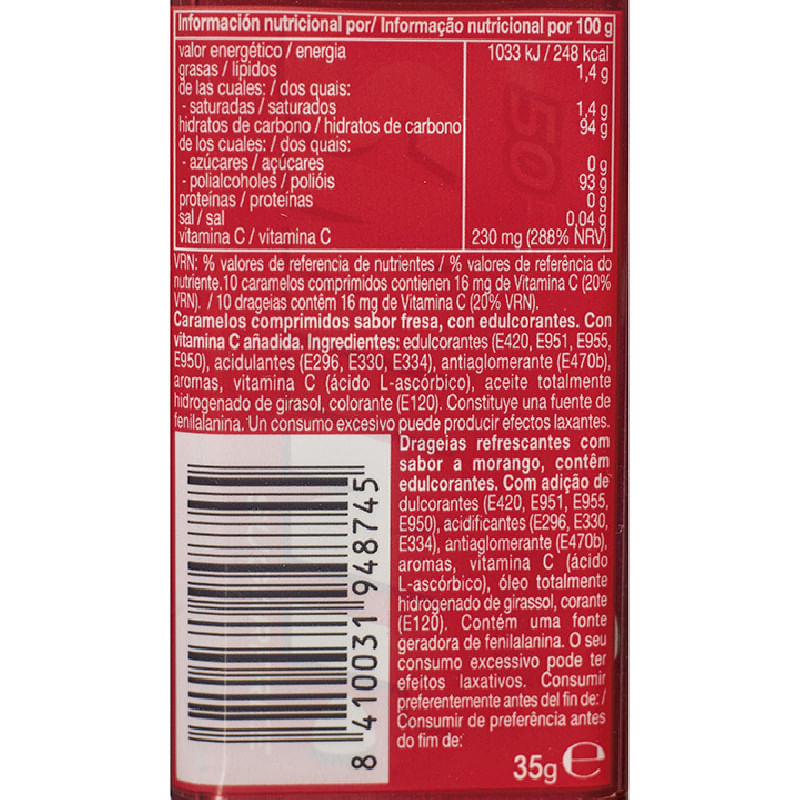 Información nutricional por/ Informação nutricional por 100 g
valor energético / energia 1033 kJ / 248 kcal
grasas / lípidos 1,4 g
de las cuales: / dos quais:
- saturadas / saturados 1,4 g
hidratos de carbono / hidratos de carbono 94 g
de los cuales: / dos quais:
- azúcares / açúcares 0 g
- polialcoholes / polióis 93 g
proteínas / proteínas 0 g
sal / sal 0,04 g
vitamina C / vitamina C 230 mg (288% NRV)
VRN: % valores de referencia de nutrientes / % valores de referência do
nutriente.10 caramelos comprimidos contienen 16 mg de Vitamina C (20%
VRN). / 10 drageias contêm 16 mg de Vitamina C (20% VRN).
Caramelos comprimidos sabor fresa, con edulcorantes. Con
vitamina C añadida. Ingredientes: edulcorantes (E420, E951, E955,
E950), acidulantes (E296, E330, E334), antiaglomerante (E470b),
aromas, vitamina C (ácido L-ascórbico), aceite totalmente
hidrogenado de girasol, colorante (E120). Constituye una fuente de
fenilalanina. Un consumo excesivo puede producir efectos laxantes.
Drageias refrescantes com
sabor a morango, contêm
edulcorantes. Com adição de
dulcorantes (E420, E951, E955,
E950), acidificantes (E296, E330,
E334), antiaglomerante (E470b),
aromas, vitamina C (ácido
L-ascórbico), óleo totalmente
hidrogenado de girassol, corante
(E120). Contém uma fonte
geradora de fenilalanina. O seu
consumo excessivo pode ter
efeitos laxativos. Consumir
preferentemente antes del fin de: /
Consumir de preferência antes
do fim de:
8 410031 948745
35g e